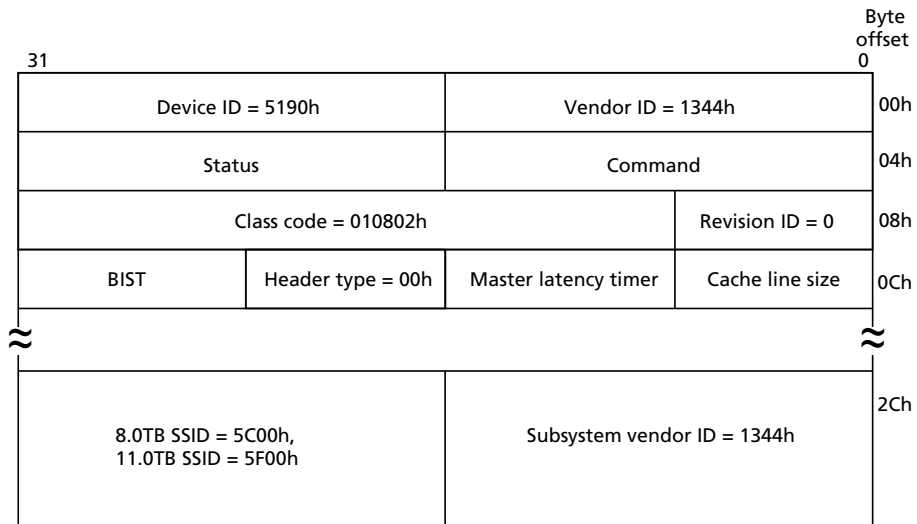 Byte
offset
31 0
Device ID = 5190h Vendor ID = 1344h 00h
Status Command 04h
Class code = 010802h Revision ID = 0 08h
BIST Header type = 00h Master latency timer Cache line size 0Ch
≈ ≈
2Ch
8.0TB SSID = 5C00h, Subsystem vendor ID = 1344h
11.0TB SSID = 5F00h